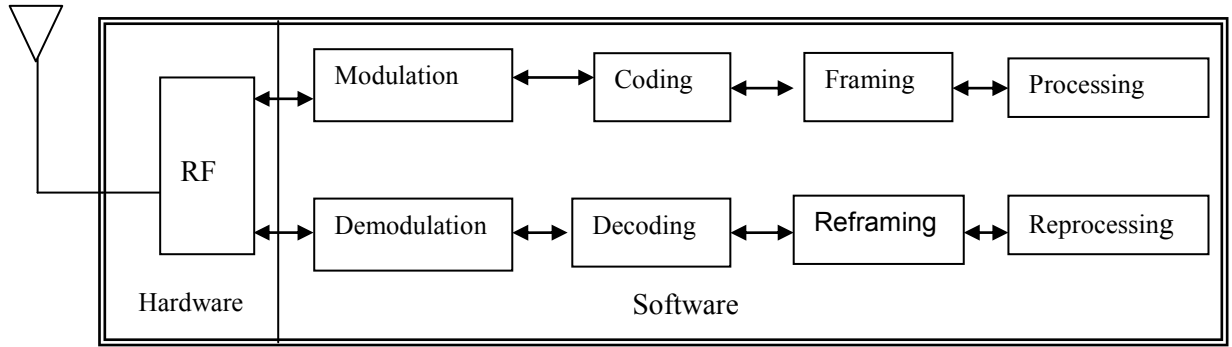 Modulation
Coding
Framing
Processing
RF
Demodulation
Decoding
Reframing
Reprocessing
Hardware
Software